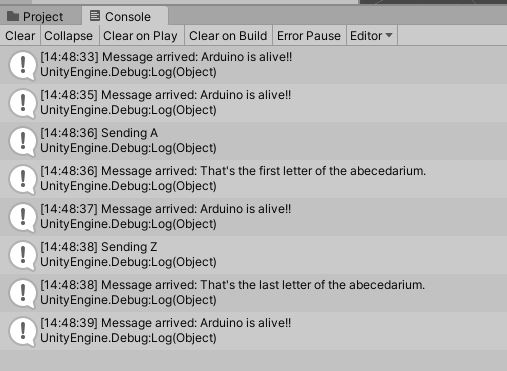 Project Console
Clear Collapse Clear on Play Clear on Build Error Pause Editor
[14:48:33] Message arrived: Arduino is alive!!
UnityEngine.Debug:Log(Object)
[14:48:35] Message arrived: Arduino is alive!!
UnityEngine.Debug:Log(Object)
[14:48:36] Sending A
UnityEngine.Debug:Log(Object)
[14:48:36] Message arrived: That's the first letter of the abecedarium.
UnityEngine.Debug:Log(Object)
[14:48:37] Message arrived: Arduino is alive!!
UnityEngine.Debug:Log(Object)
[14:48:38] Sending Z
UnityEngine.Debug:Log(Object)
[14:48:38] Message arrived: That's the last letter of the abecedarium.
UnityEngine.Debug:Log(Object)
[14:48:39] Message arrived: Arduino is alive!!
UnityEngine.Debug:Log(Object)